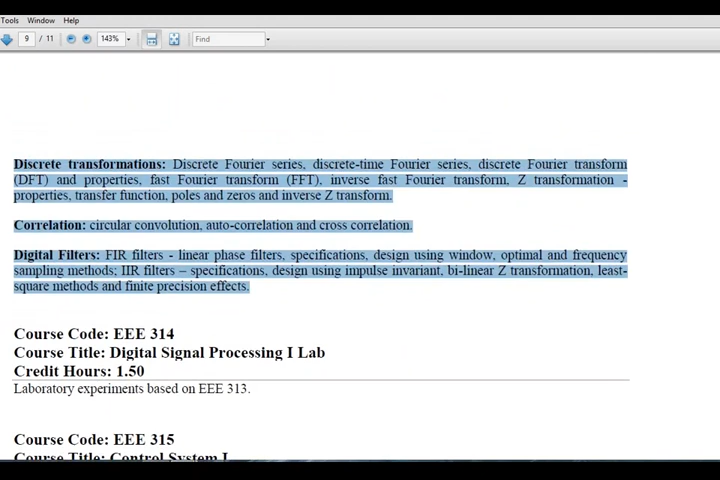 Tools Window Help
9 / 11 143% Find
Discrete transformations: Discrete Fourier series, discrete-time Fourier series, discrete Fourier transform
(DFT) and properties, fast Fourier transform (FFT), inverse fast Fourier transform, Z transformation -
properties, transfer function, poles and zeros and inverse Z transform.
Correlation: circular convolution, auto-correlation and cross correlation.
Digital Filters: FIR filters - linear phase filters, specifications, design using window, optimal and frequency
sampling methods; IIR filters – specifications, design using impulse invariant, bi-linear Z transformation, least-
square methods and finite precision effects.
Course Code: EEE 314
Course Title: Digital Signal Processing I Lab
Credit Hours: 1.50
Laboratory experiments based on EEE 313.
Course Code: EEE 315
Course Title: Control System I